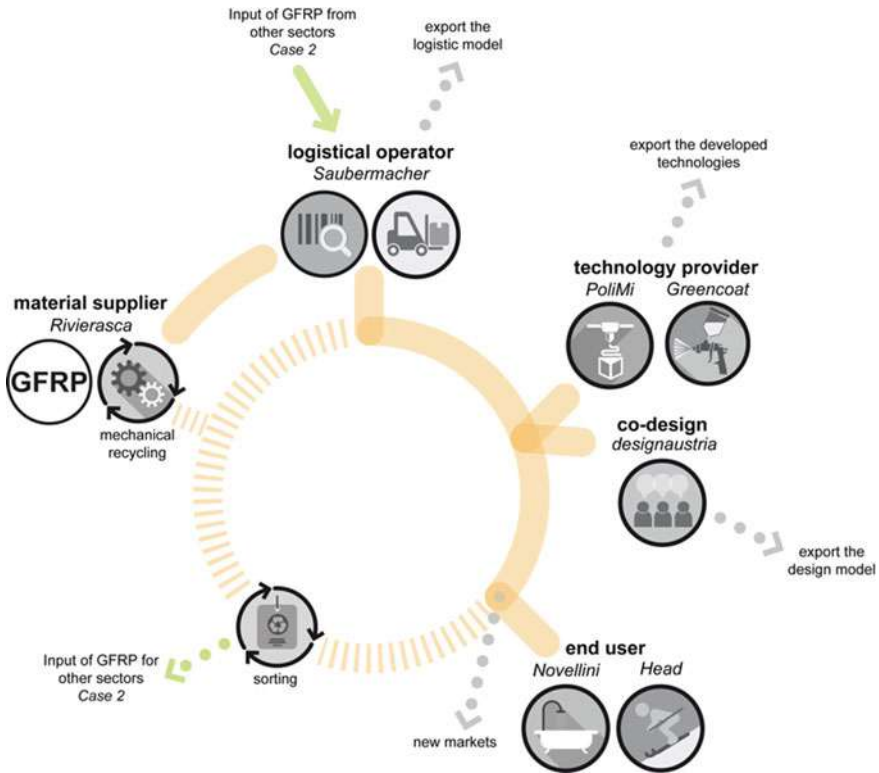 Input of GFRP from
other sectors
Case 2
export the
logistic model
logistical operator
Saubermacher
export the developed
technologies
technology provider
PoliMi Greencoat
material supplier
Rivierasca
GFRP
mechanical
recycling
co-design
designaustria
export the
design model
Input of GFRP for
other sectors
Case 2
sorting
end user
Novellini Head
new markets